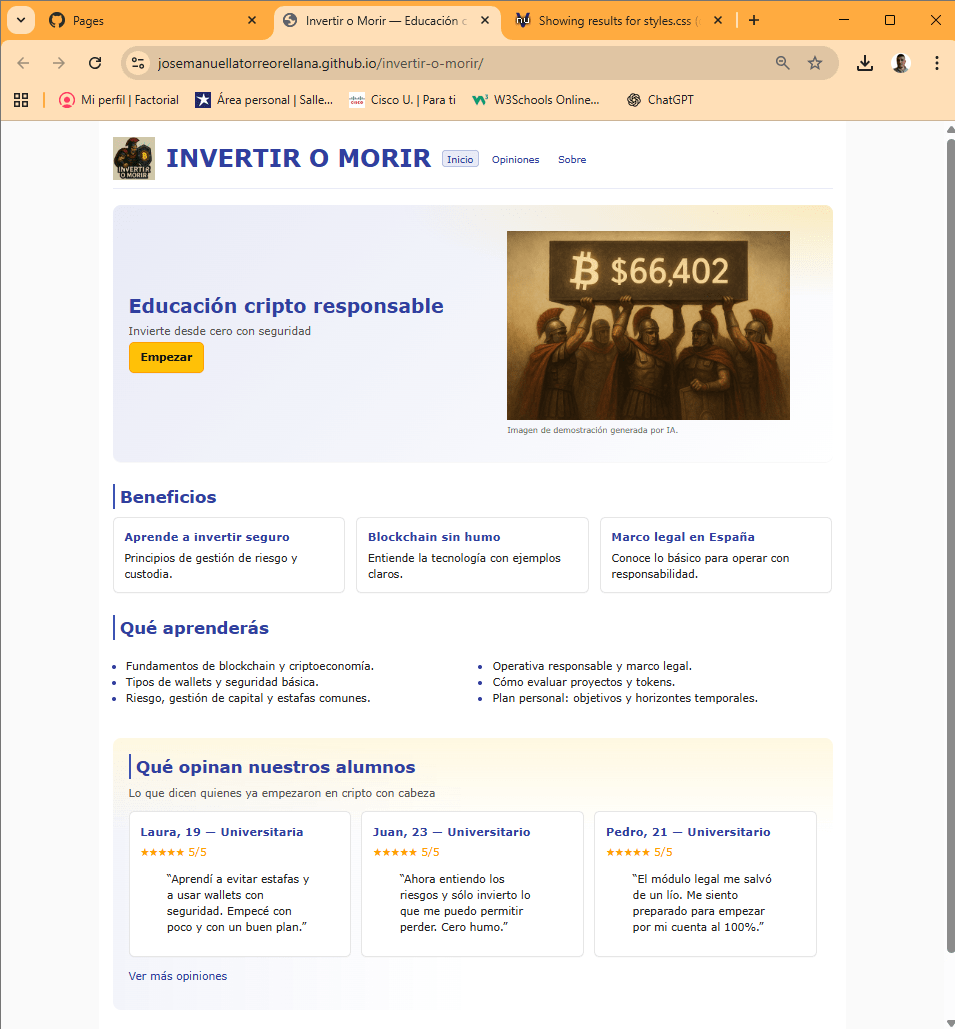 Pages
Invertir o Morir — Educación c
Showing results for styles.css
josemanuellatorreorellana.github.io/invertir-o-morir/
Mi perfil | Factorial
Área personal | Salle...
Cisco U. | Para ti
W3Schools Online...
ChatGPT
INVERTIR O MORIR
INVERTIR O MORIR
Inicio
Opiniones
Sobre
Educación cripto responsable
Invierte desde cero con seguridad
Empezar
₿ $66,402
Imagen de demostración generada por IA.
Beneficios
Aprende a invertir seguro
Principios de gestión de riesgo y
custodia.
Blockchain sin humo
Entiende la tecnología con ejemplos
claros.
Marco legal en España
Conoce lo básico para operar con
responsabilidad.
Qué aprenderás
Fundamentos de blockchain y criptoeconomía.
Tipos de wallets y seguridad básica.
Riesgo, gestión de capital y estafas comunes.
Operativa responsable y marco legal.
Cómo evaluar proyectos y tokens.
Plan personal: objetivos y horizontes temporales.
Qué opinan nuestros alumnos
Lo que dicen quienes ya empezaron en cripto con cabeza
Laura, 19 — Universitaria
★★★★★ 5/5
“Aprendí a evitar estafas y
a usar wallets con
seguridad. Empecé con
poco y con un buen plan.”
Juan, 23 — Universitario
★★★★★ 5/5
“Ahora entiendo los
riesgos y sólo invierto lo
que me puedo permitir
perder. Cero humo.”
Pedro, 21 — Universitario
★★★★★ 5/5
“El módulo legal me salvó
de un lío. Me siento
preparado para empezar
por mi cuenta al 100%.”
Ver más opiniones